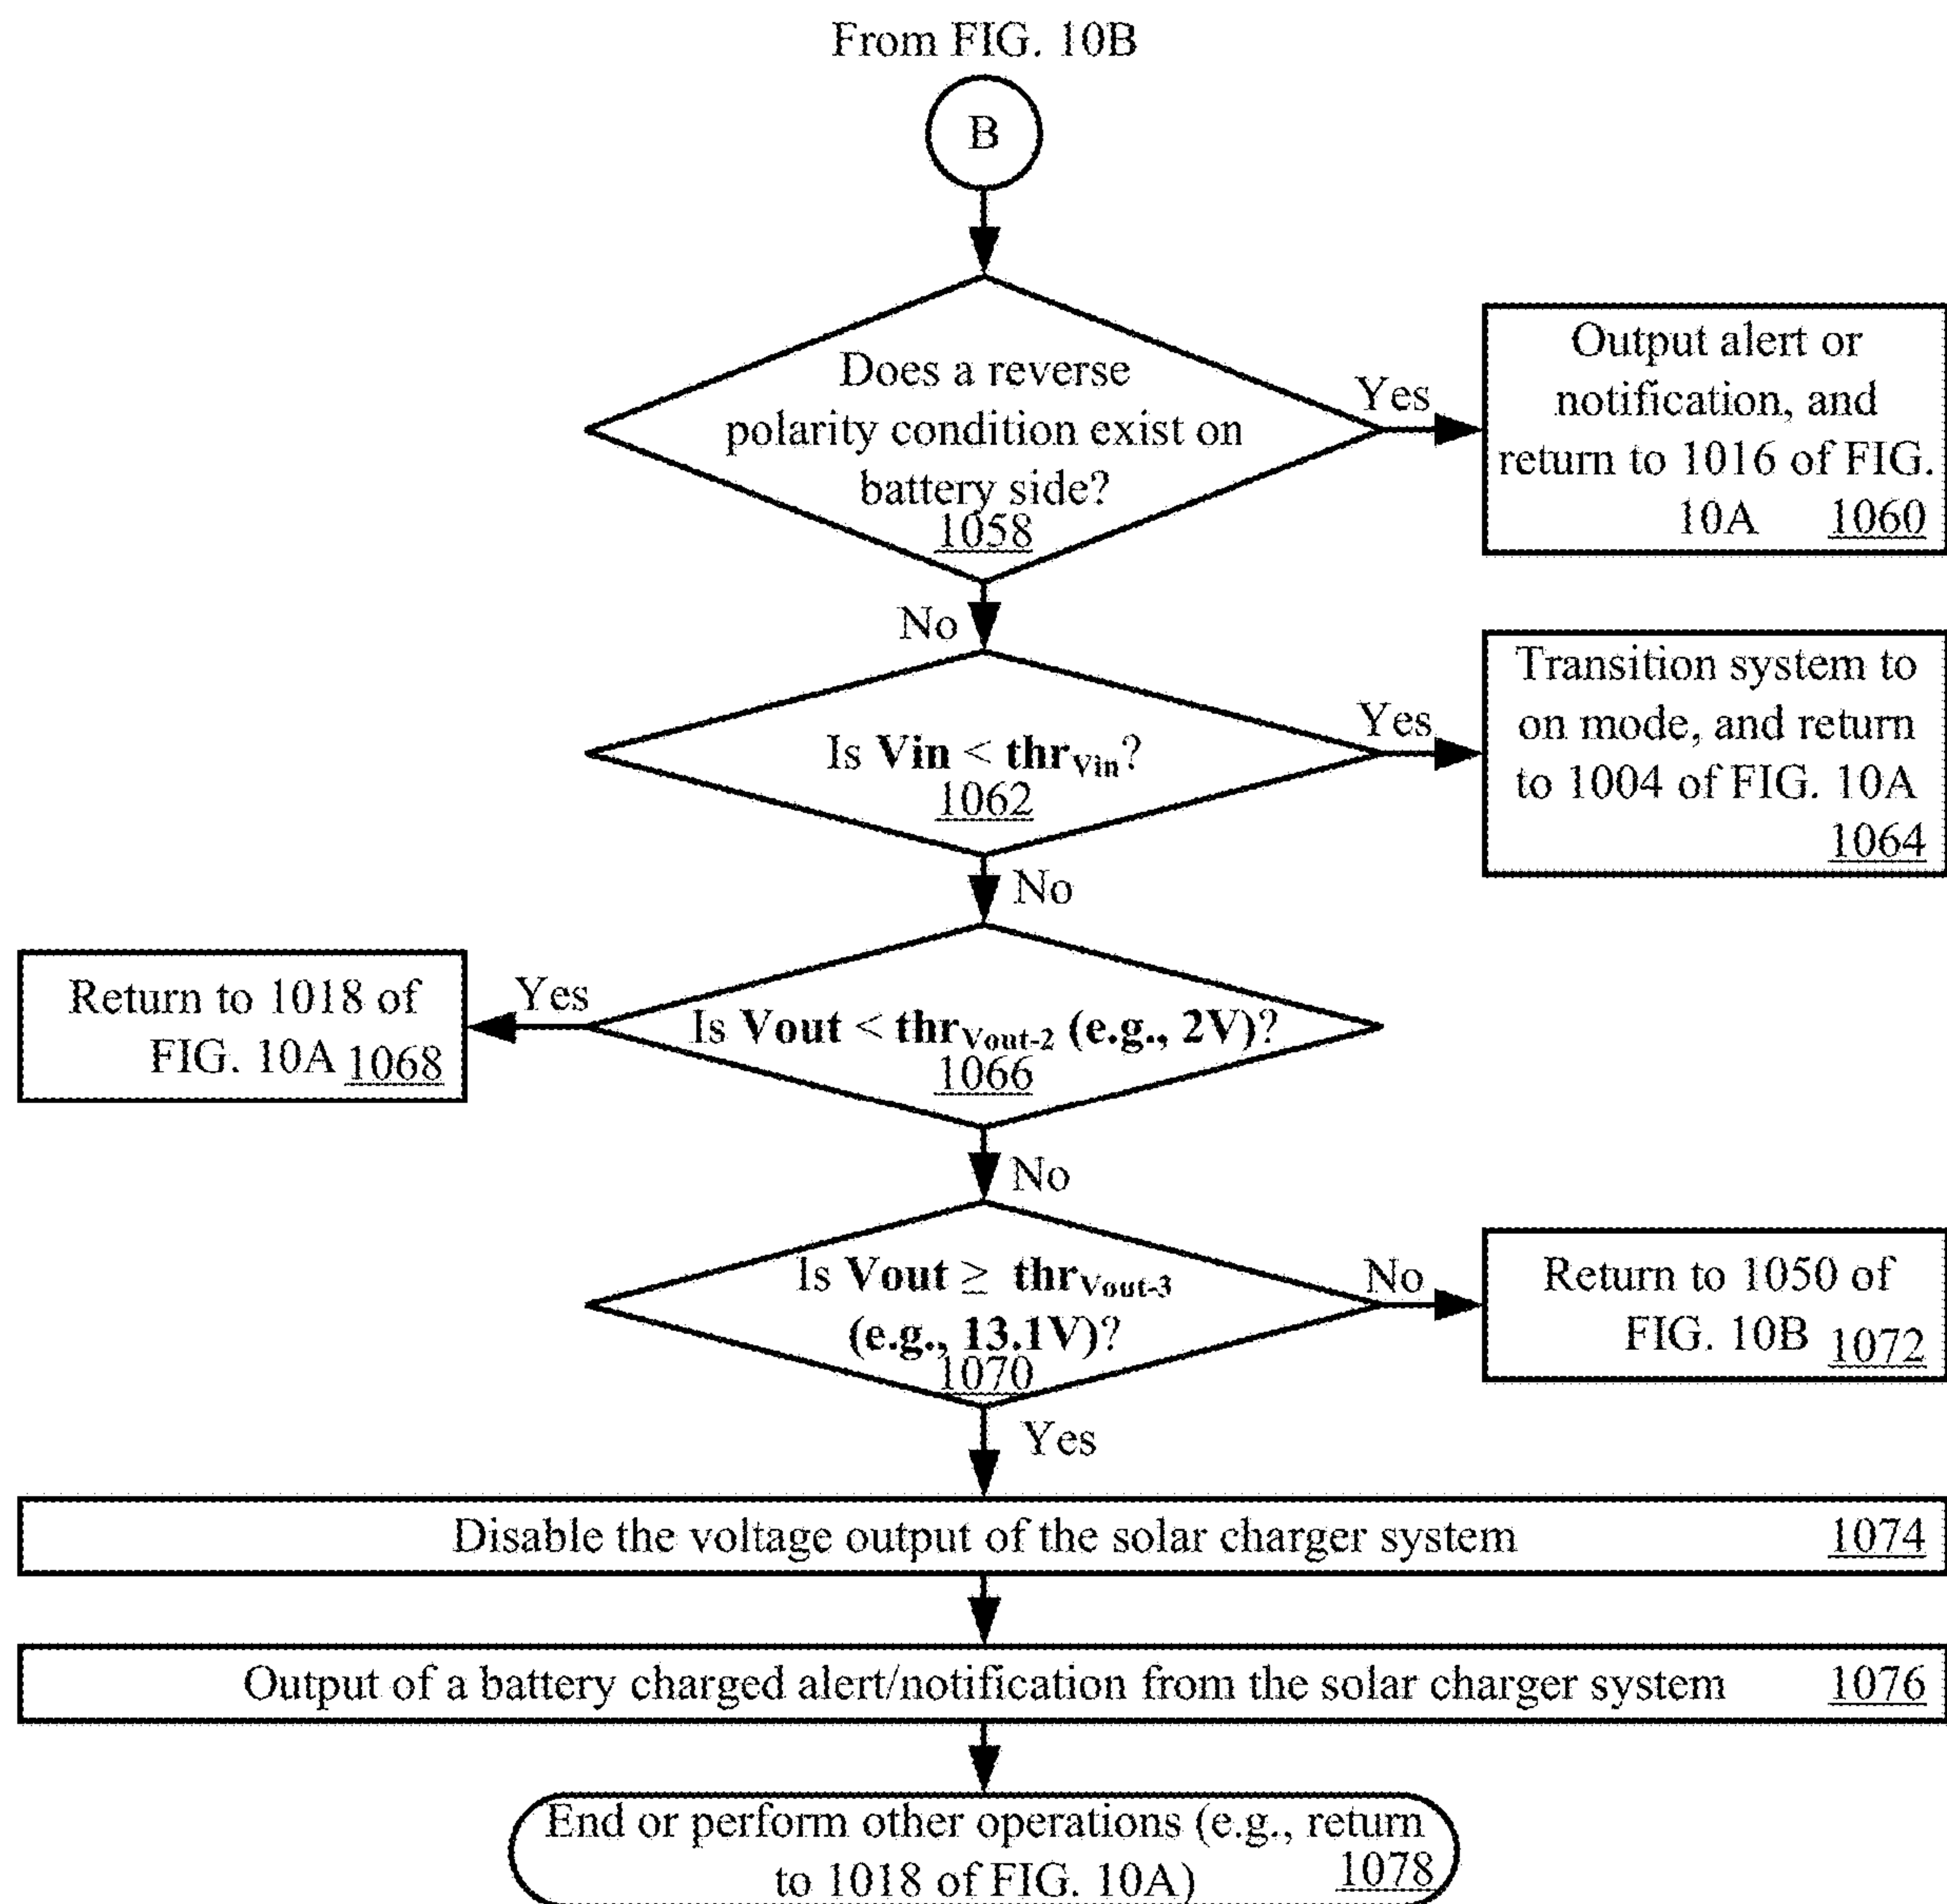 From FIG. 10B
B
Does a reverse
polarity condition exist on
battery side?
1058
Yes
Output alert or
notification, and
return to 1016 of FIG.
10A 1060
No
Is Vin < thrVin?
1062
Yes
Transition system to
on mode, and return
to 1004 of FIG. 10A
1064
No
Is Vout < thrVout-2 (e.g., 2V)?
1066
Yes
Return to 1018 of
FIG. 10A 1068
No
Is Vout ≥ thrVout-3
(e.g., 13.1V)?
1070
No
Return to 1050 of
FIG. 10B 1072
Yes
Disable the voltage output of the solar charger system 1074
Output of a battery charged alert/notification from the solar charger system 1076
End or perform other operations (e.g., return
to 1018 of FIG. 10A) 1078